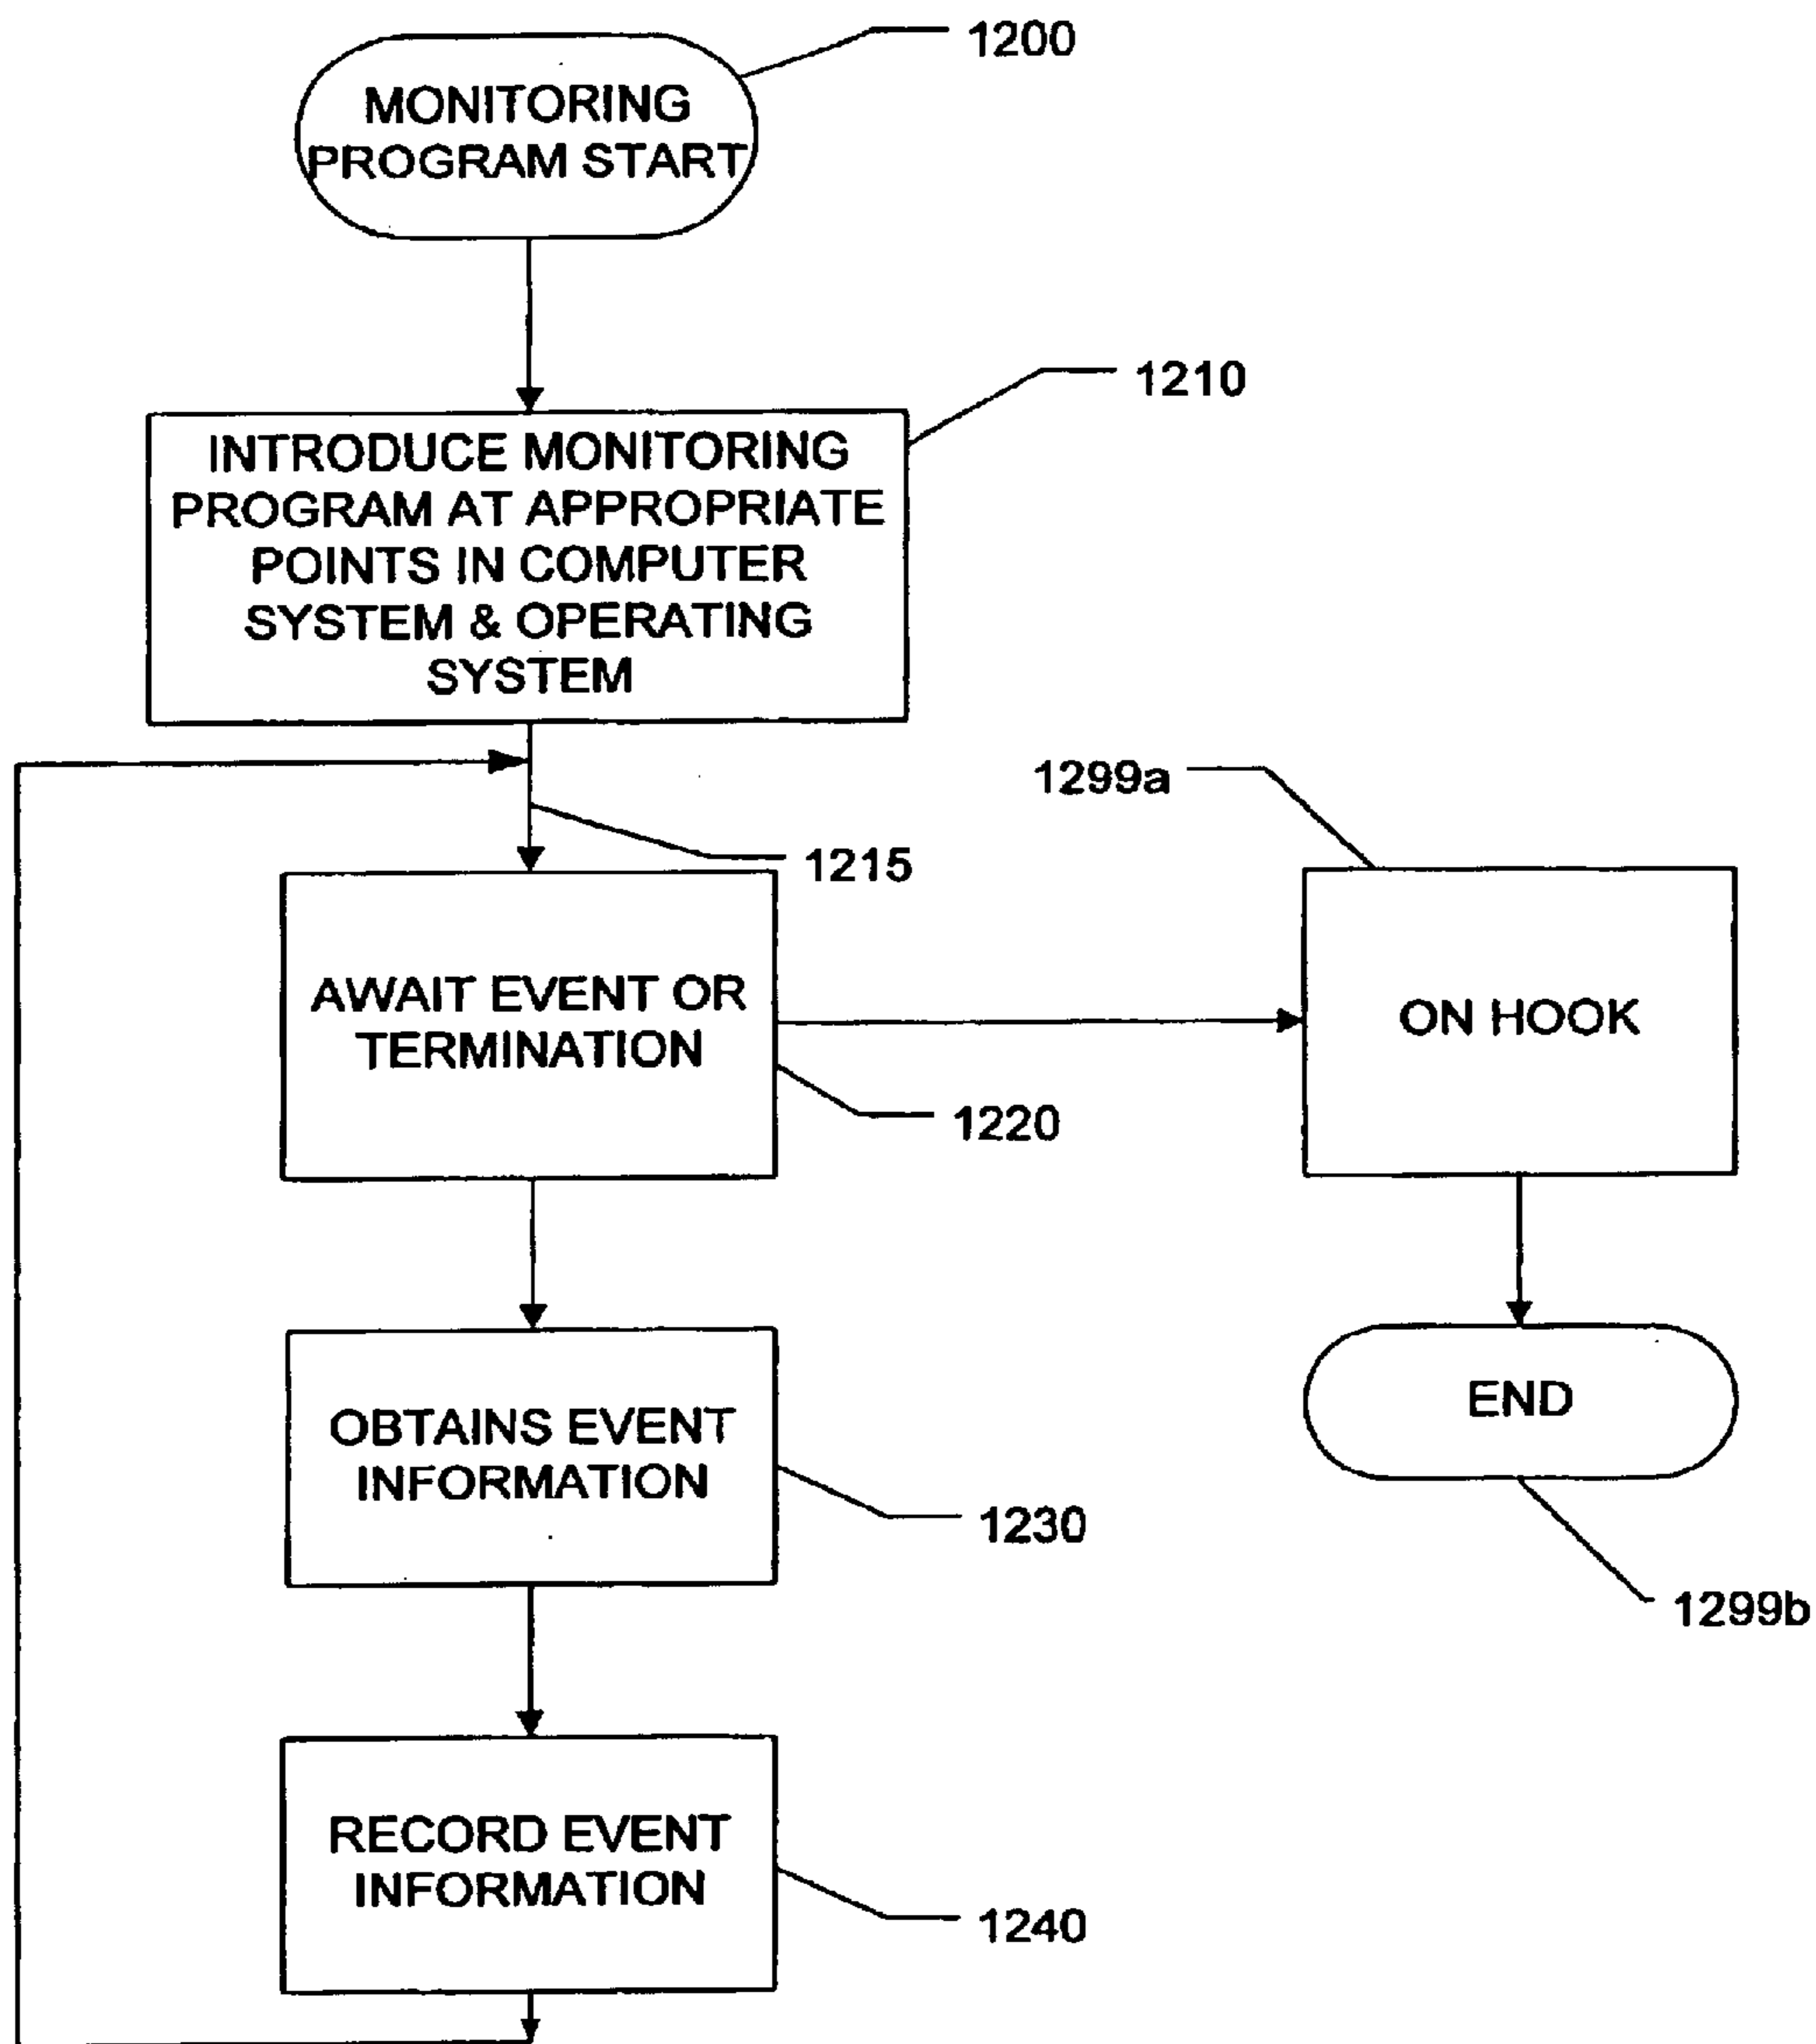 1200
MONITORING
PROGRAM START
1210
INTRODUCE MONITORING
PROGRAM AT APPROPRIATE
POINTS IN COMPUTER
SYSTEM & OPERATING
SYSTEM
1299a
1215
AWAIT EVENT OR
TERMINATION
ON HOOK
1220
OBTAINS EVENT
INFORMATION
END
1230
1299b
RECORD EVENT
INFORMATION
1240